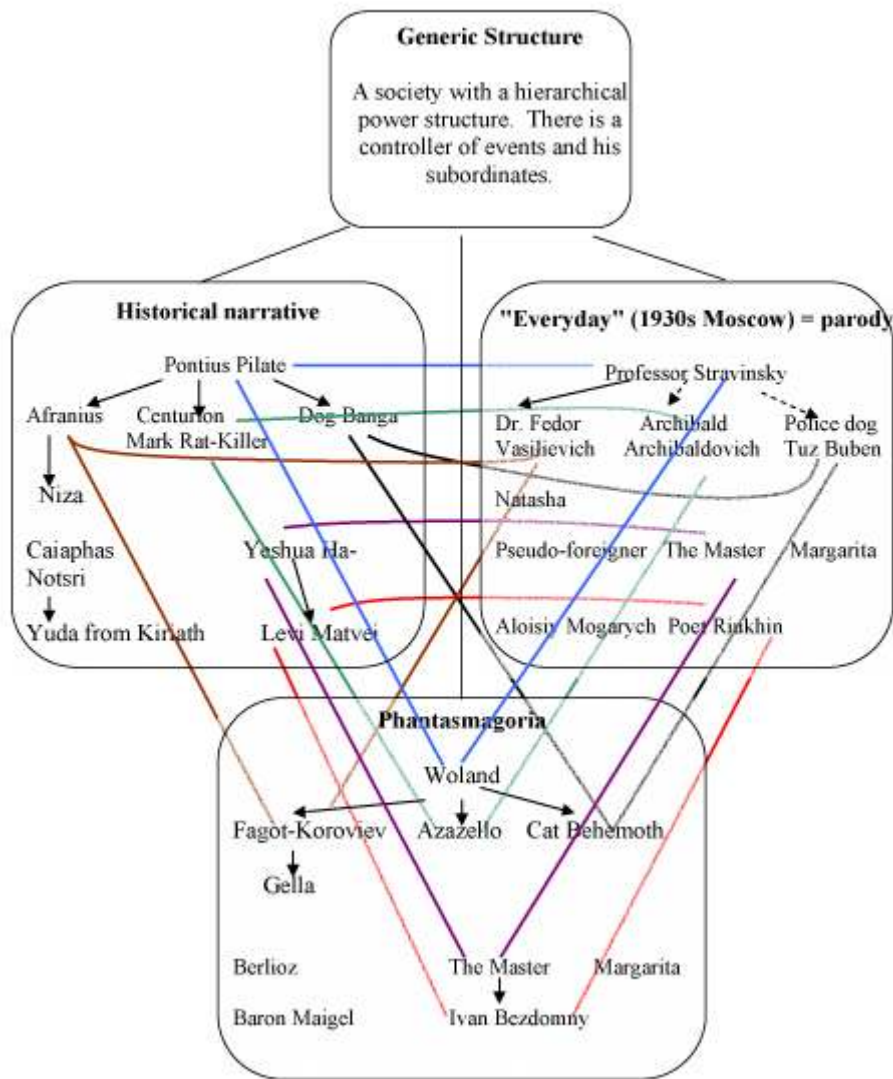 Generic Structure
A society with a hierarchical
power structure.  There is a
controller of events and his
subordinates.
Historical narrative
Pontius Pilate
Afranius
Centurion
Mark Rat-Killer
Dog Banga
Niza
Caiaphas
Notsri
Yeshua Ha-
Yuda from Kiriath
Levi Matvei
"Everyday" (1930s Moscow) = parody
Professor Stravinsky
Dr. Fedor
Vasilievich
Archibald
Archibaldovich
Police dog
Tuz Buben
Natasha
Pseudo-foreigner
The Master
Margarita
Aloisiy Mogarych
Poet Riukhin
Phantasmagoria
Woland
Fagot-Koroviev
Azazello
Cat Behemoth
Gella
Berlioz
The Master
Margarita
Baron Maigel
Ivan Bezdomny